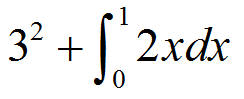 3² + ∫₀¹ 2xdx